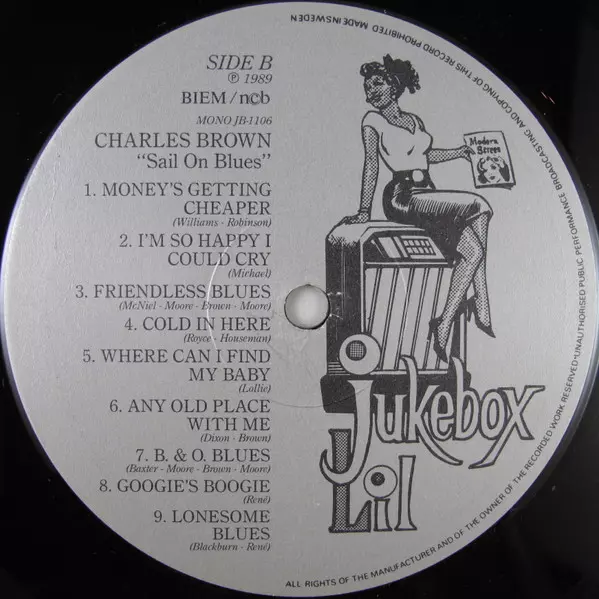 SIDE B
℗ 1989
BIEM / n©b
MONO JB-1106
CHARLES BROWN
"Sail On Blues"
1. MONEY'S GETTING
CHEAPER
(Williams - Robinson)
2. I'M SO HAPPY I
COULD CRY
(Michael)
3. FRIENDLESS BLUES
(Mc.Niel - Moore - Brown - Moore)
4. COLD IN HERE
(Royce - Houseman)
5. WHERE CAN I FIND
MY BABY
(Lollie)
6. ANY OLD PLACE
WITH ME
(Dixon - Brown)
7. B. & O. BLUES
(Baxter - Moore - Brown - Moore)
8. GOOGIE'S BOOGIE
(René)
9. LONESOME
BLUES
(Blackburn - René)
Modern
Stress
Jukebox
Lil
ALL RIGHTS OF THE MANUFACTURER AND OF THE OWNER OF THE RECORDED WORK RESERVED • UNAUTHORISED PUBLIC PERFORMANCE BROADCASTING AND COPYING OF THIS RECORD PROHIBITED MADE IN SWEDEN